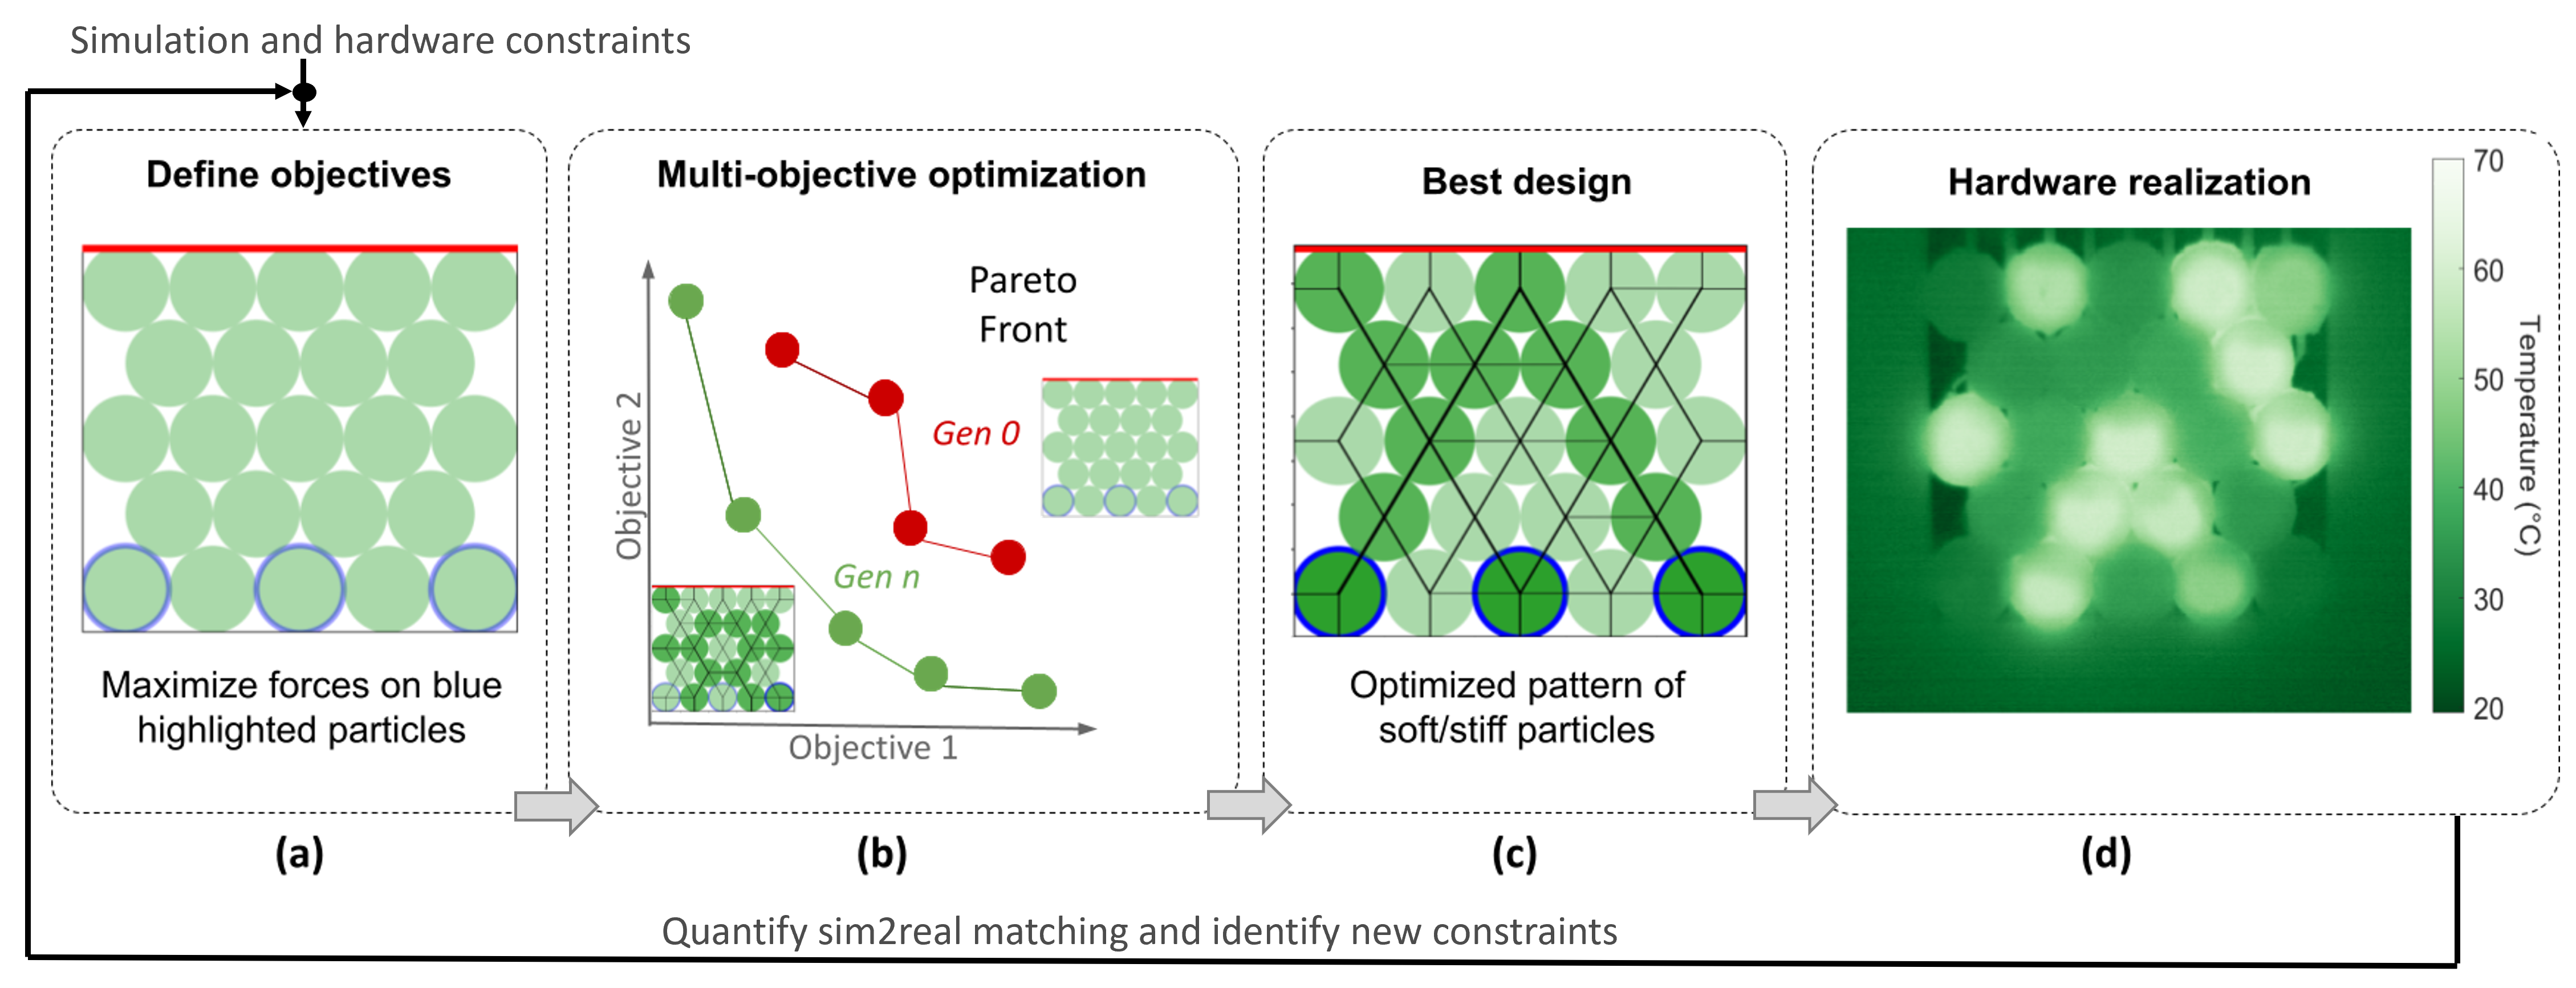 Simulation and hardware constraints
Define objectives
Maximize forces on blue
highlighted particles
(a)
Multi-objective optimization
Pareto
Front
Gen 0
Gen n
Objective 2
Objective 1
(b)
Best design
Optimized pattern of
soft/stiff particles
(c)
Hardware realization
70
60
50
40
30
20
Temperature (°C)
(d)
Quantify sim2real matching and identify new constraints